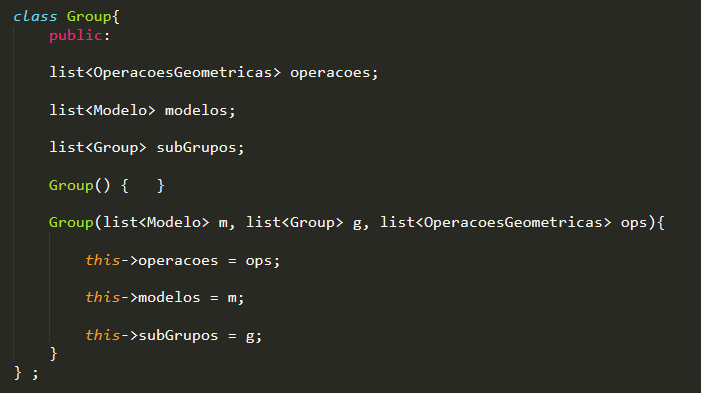 class Group{
    public:
    list<OperacoesGeometricas> operacoes;
    list<Modelo> modelos;
    list<Group> subGrupos;
    Group() {   }
    Group(list<Modelo> m, list<Group> g, list<OperacoesGeometricas> ops){
        this->operacoes = ops;
        this->modelos = m;
        this->subGrupos = g;
    }
} ;